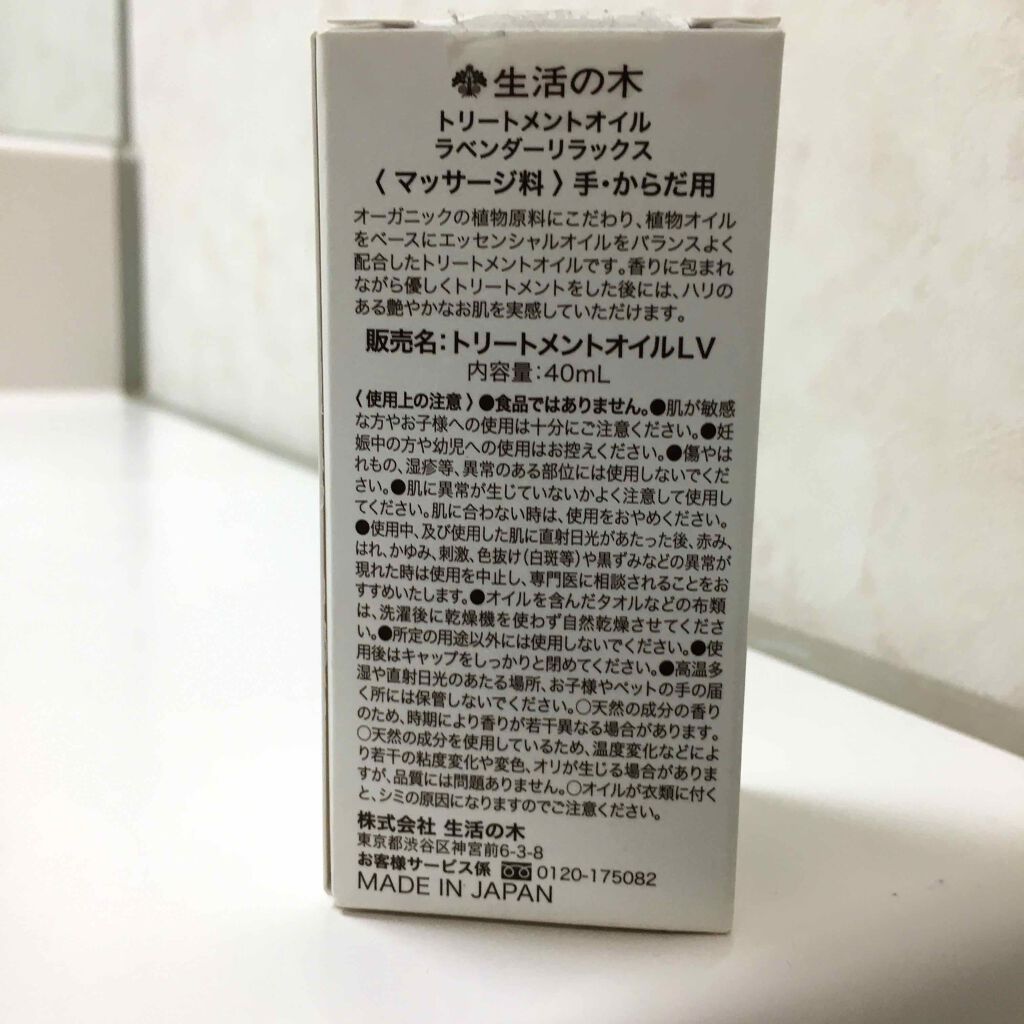 生活の木
トリートメントオイル
ラベンダーリラックス
〈 マッサージ料 〉 手・からだ用
オーガニックの植物原料にこだわり、植物オイル
をベースにエッセンシャルオイルをバランスよく
配合したトリートメントオイルです。香りに包まれ
ながら優しくトリートメントをした後には、ハリの
ある艶やかなお肌を実感していただけます。
販売名:トリートメントオイルLV
内容量:40mL
〈 使用上の注意 〉●食品ではありません。●肌が敏感
な方やお子様への使用は十分にご注意ください。●妊
娠中の方や幼児への使用はお控えください。●傷やは
れもの、湿疹等、異常のある部位には使用しないでくだ
さい。●肌に異常が生じていないかよく注意して使用し
てください。肌に合わない時は、使用をおやめください。
●使用中、及び使用した肌に直射日光があたった後、赤み、
はれ、かゆみ、刺激、色抜け(白斑等)や黒ずみなどの異常が
現れた時は使用を中止し、専門医に相談されることをお
すすめいたします。●オイルを含んだタオルなどの布類
は、洗濯後に乾燥機を使わず自然乾燥させてくださ
い。●所定の用途以外には使用しないでください。●使
用後はキャップをしっかりと閉めてください。●高温多
湿や直射日光のあたる場所、お子様やペットの手の届
く所には保管しないでください。○天然の成分の香り
のため、時期により香りが若干異なる場合があります。
○天然の成分を使用しているため、温度変化などによ
り若干の粘度変化や変色、オリが生じる場合がありま
すが、品質には問題ありません。○オイルが衣類に付く
と、シミの原因になりますのでご注意ください。
株式会社 生活の木
東京都渋谷区神宮前6-3-8
お客様サービス係 0120-175082
MADE IN JAPAN